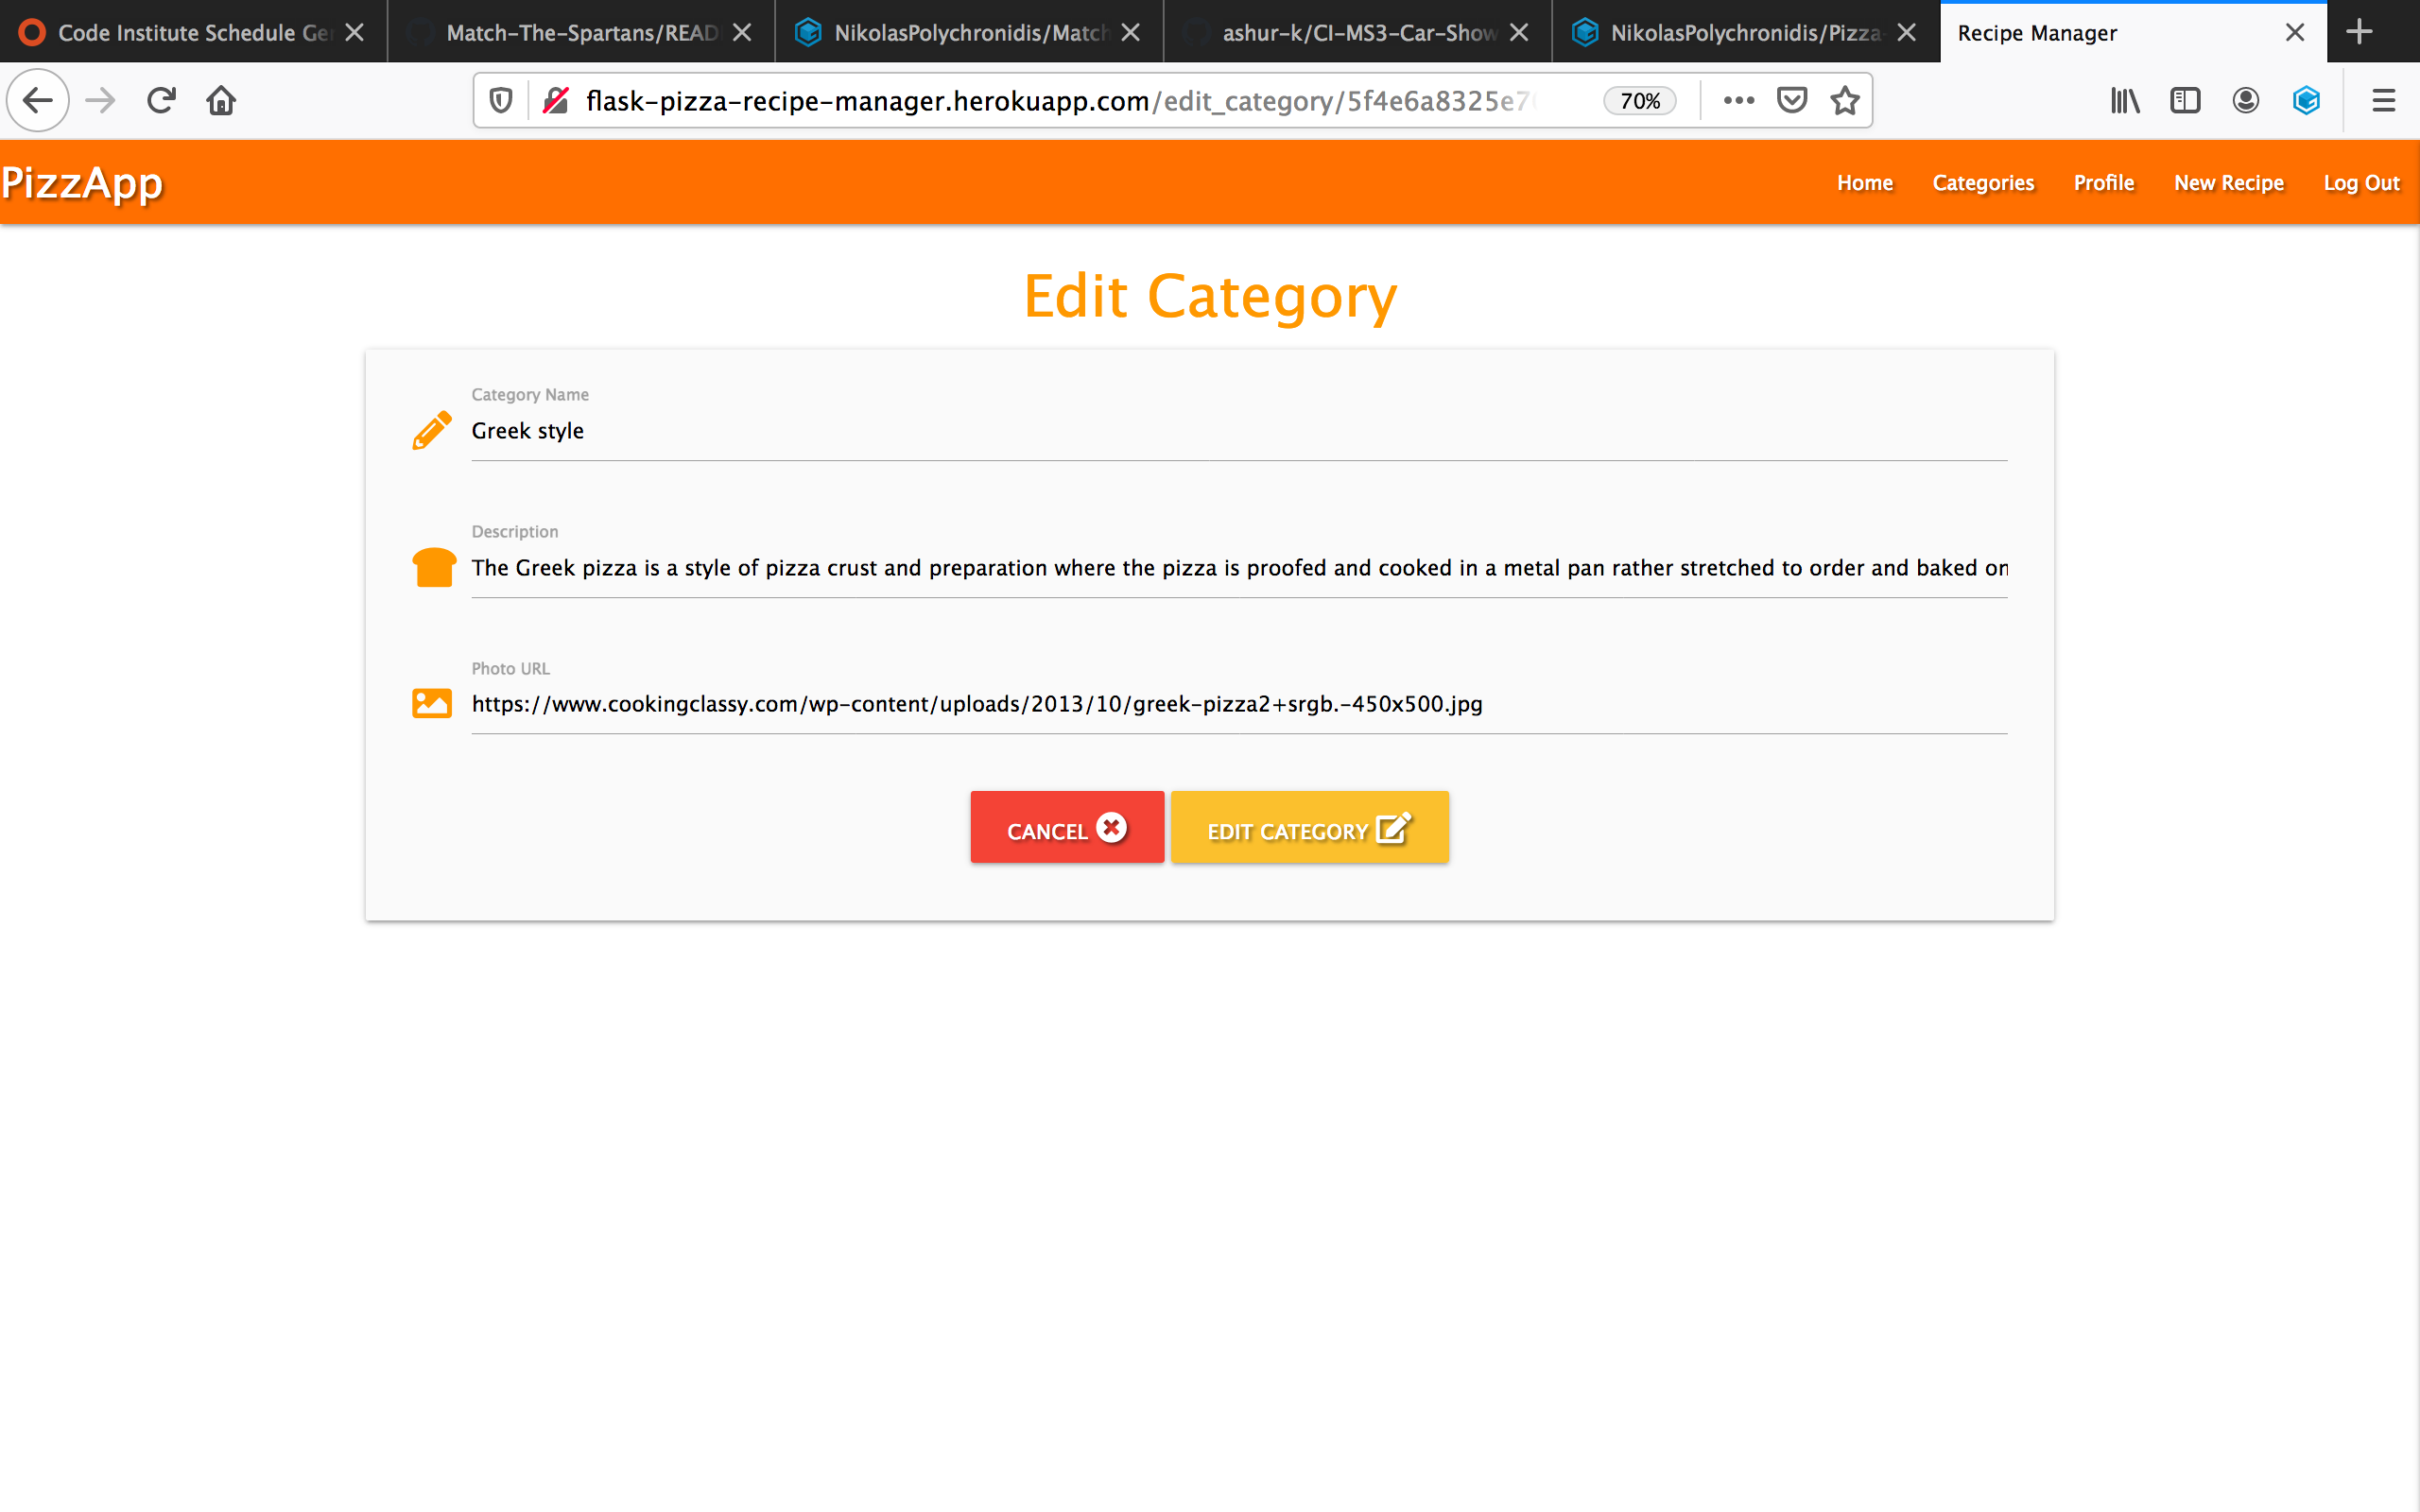 Code Institute Schedule Ge
Match-The-Spartans/READ
NikolasPolychronidis/Match
ashur-k/CI-MS3-Car-Show
NikolasPolychronidis/Pizza-
Recipe Manager
flask-pizza-recipe-manager.herokuapp.com/edit_category/5f4e6a8325e7
70%
PizzApp
Home
Categories
Profile
New Recipe
Log Out
Edit Category
Category Name
Greek style
Description
The Greek pizza is a style of pizza crust and preparation where the pizza is proofed and cooked in a metal pan rather stretched to order and baked on
Photo URL
https://www.cookingclassy.com/wp-content/uploads/2013/10/greek-pizza2+srgb.-450x500.jpg
CANCEL
EDIT CATEGORY